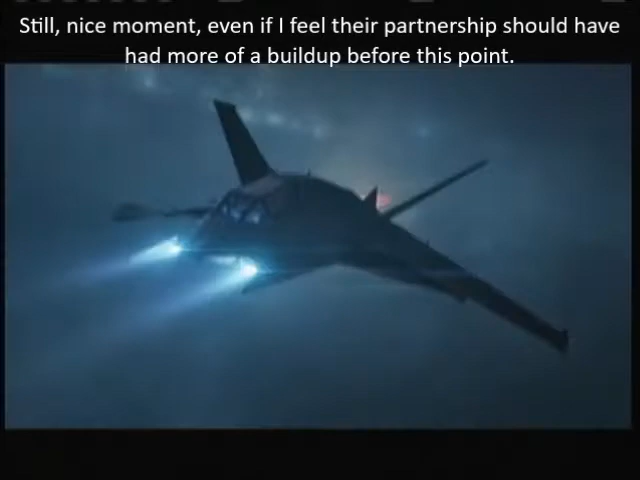 Still, nice moment, even if I feel their partnership should have
had more of a buildup before this point.